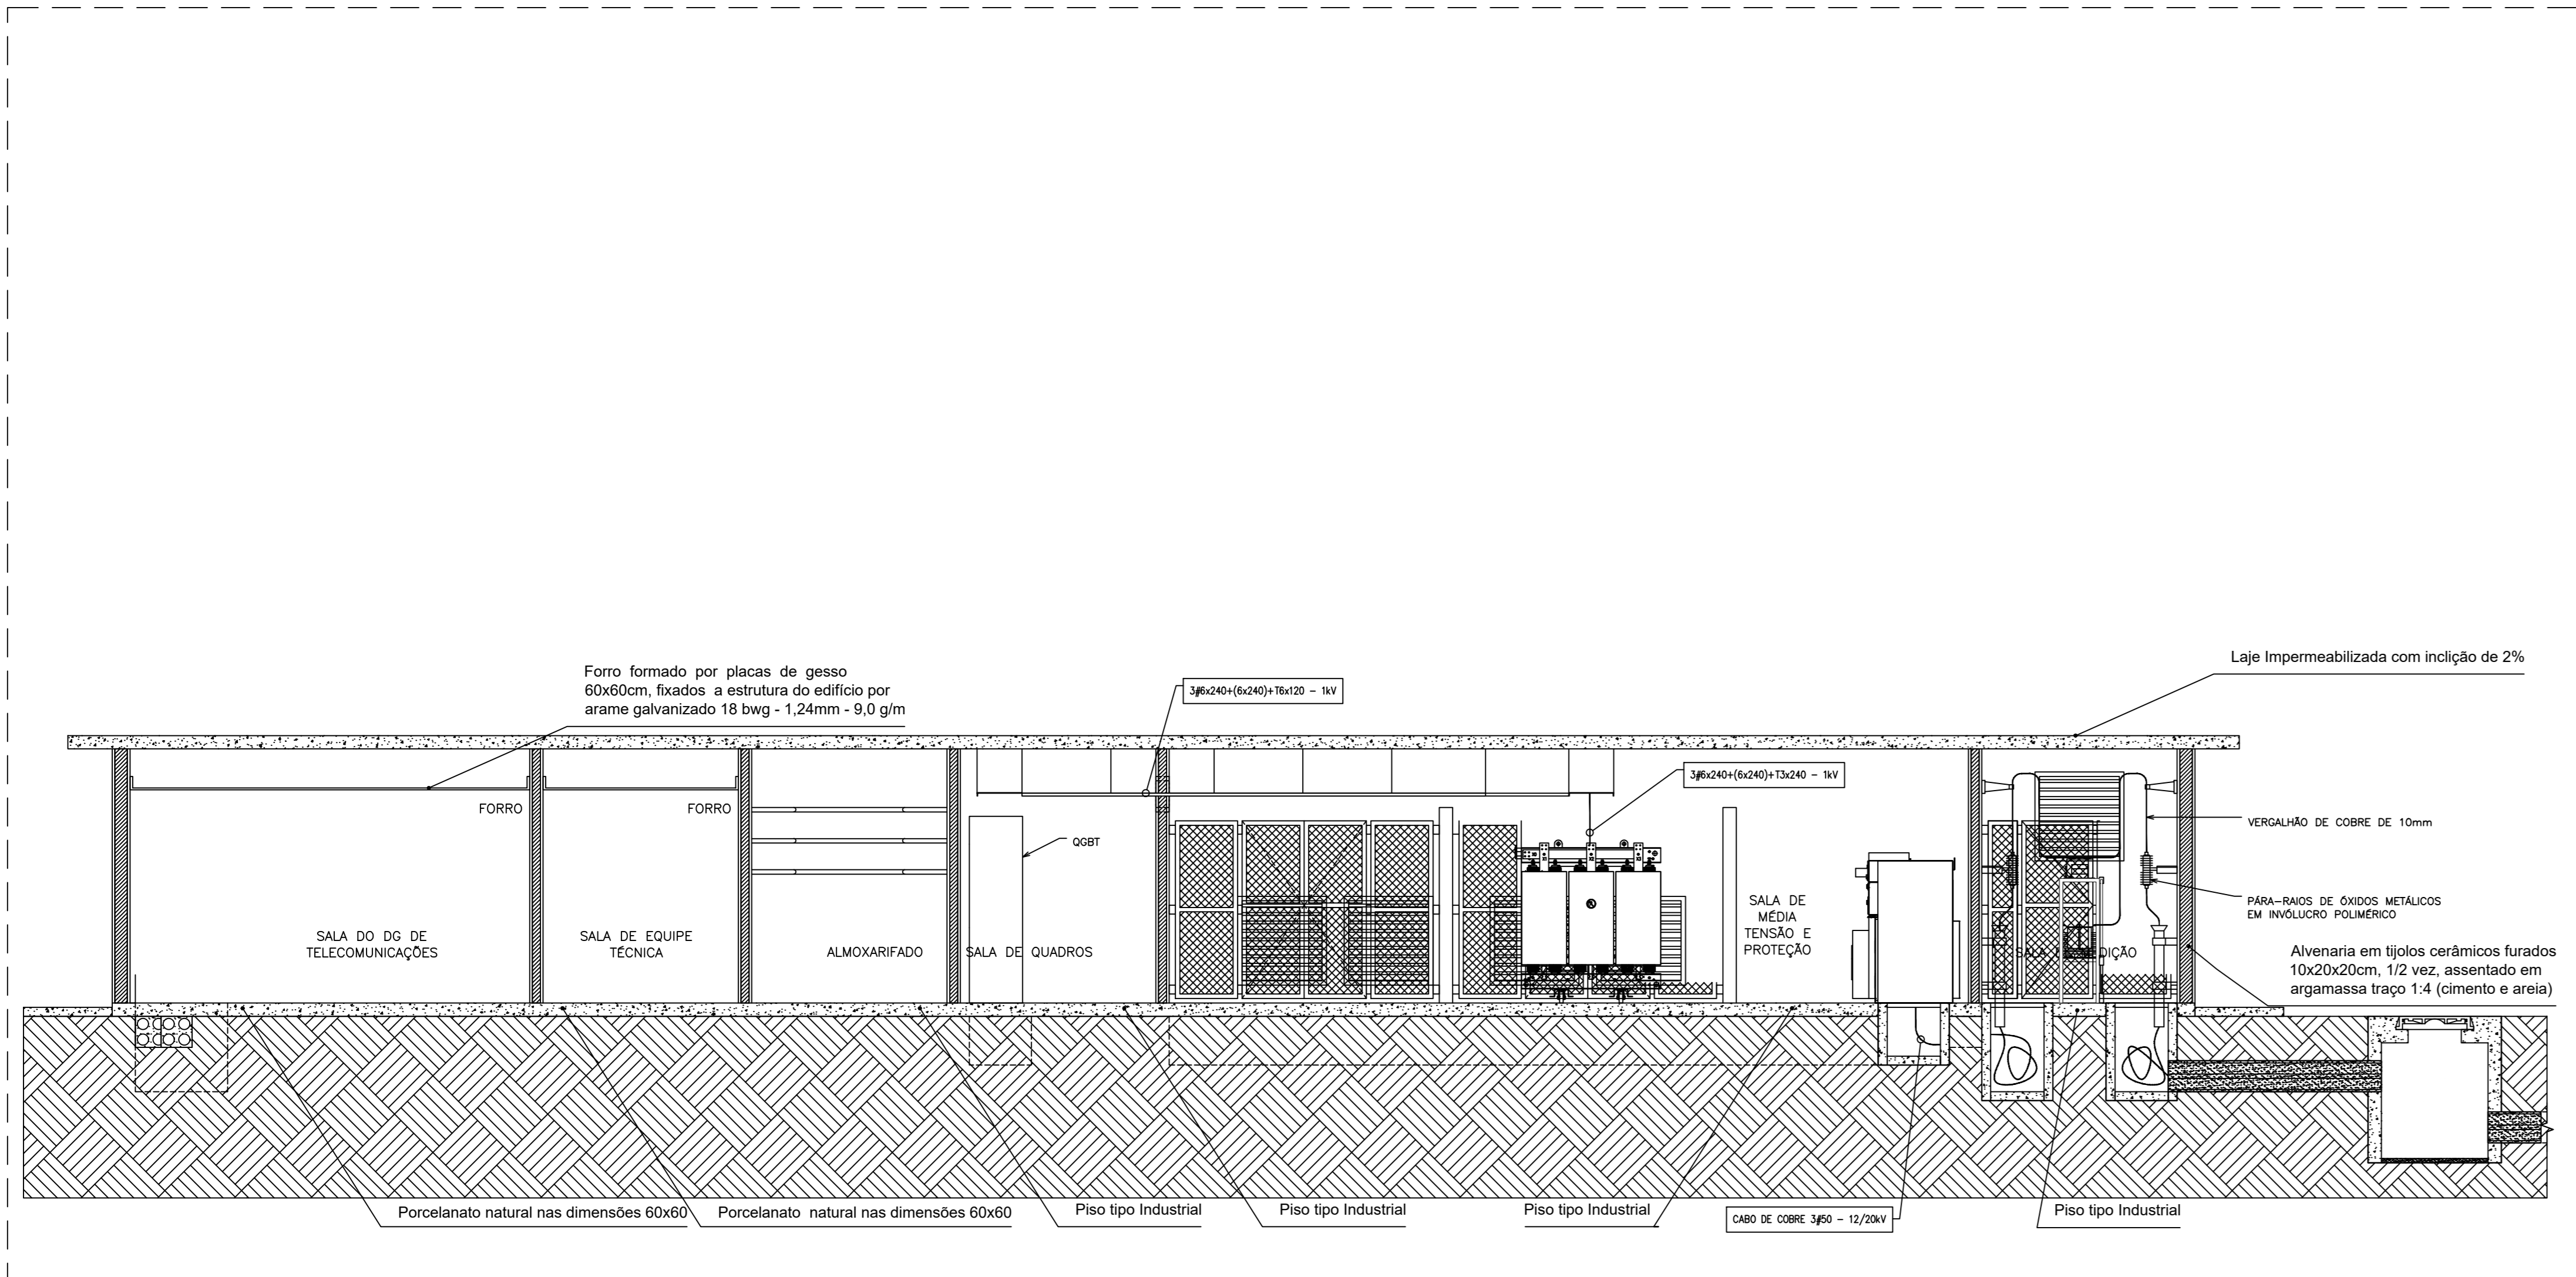 Laje Impermeabilizada com inclição de 2%
Forro formado por placas de gesso
60x60cm, fixados a estrutura do edifício por
arame galvanizado 18 bwg - 1,24mm - 9,0 g/m
3#6x240+(6x240)+T6x120 - 1kV
3#6x240+(6x240)+T3x240 - 1kV
FORRO
FORRO
QGBT
VERGALHÃO DE COBRE DE 10mm
PÁRA-RAIOS DE ÓXIDOS METÁLICOS
EM INVÓLUCRO POLIMÉRICO
SALA DO DG DE
TELECOMUNICAÇÕES
SALA DE EQUIPE
TÉCNICA
ALMOXARIFADO
SALA DE QUADROS
SALA DE
MÉDIA
TENSÃO E
PROTEÇÃO
SALA DIÇÃO
Alvenaria em tijolos cerâmicos furados
10x20x20cm, 1/2 vez, assentado em
argamassa traço 1:4 (cimento e areia)
Porcelanato natural nas dimensões 60x60
Porcelanato natural nas dimensões 60x60
Piso tipo Industrial
Piso tipo Industrial
Piso tipo Industrial
CABO DE COBRE 3#50 - 12/20kV
Piso tipo Industrial